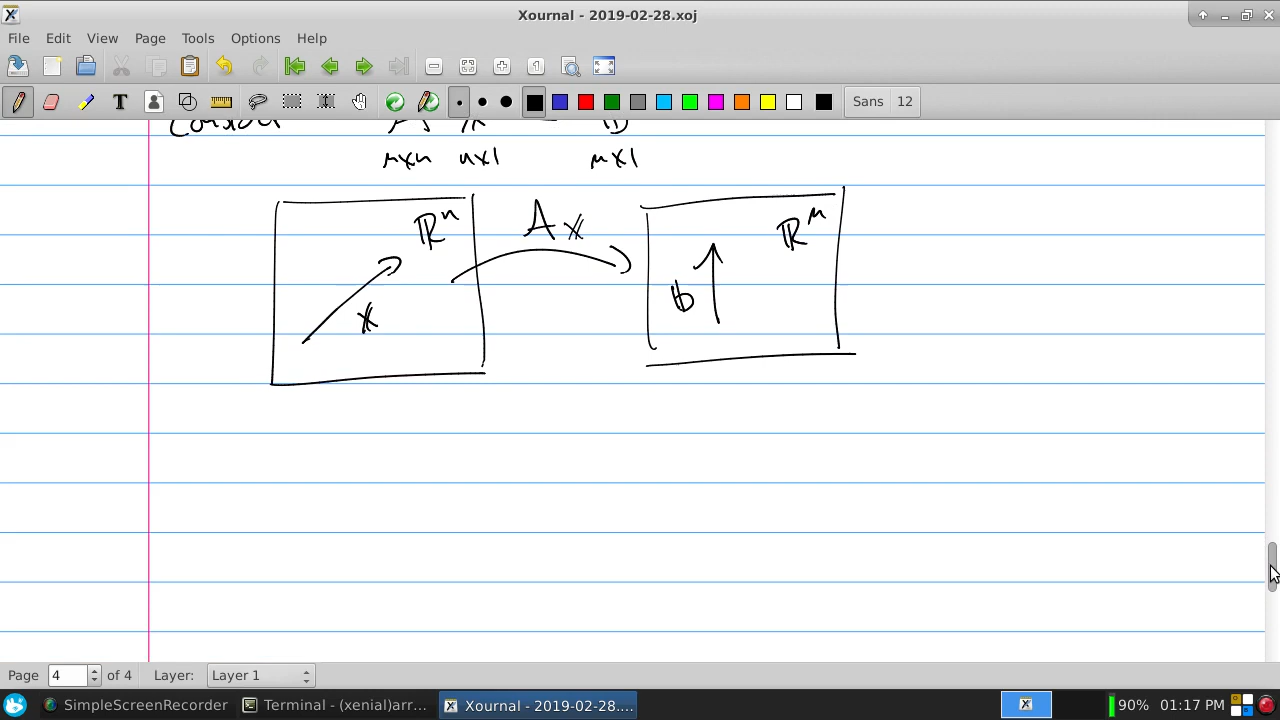 Xournal - 2019-02-28.xoj
File Edit View Page Tools Options Help
Sans 12
Consider A x = b
m×n n×1 m×1
ℝⁿ A x ℝᵐ
x b
Page 4 of 4 Layer: Layer 1
SimpleScreenRecorder Terminal - (xenial)arr... Xournal - 2019-02-28.... 90% 01:17 PM